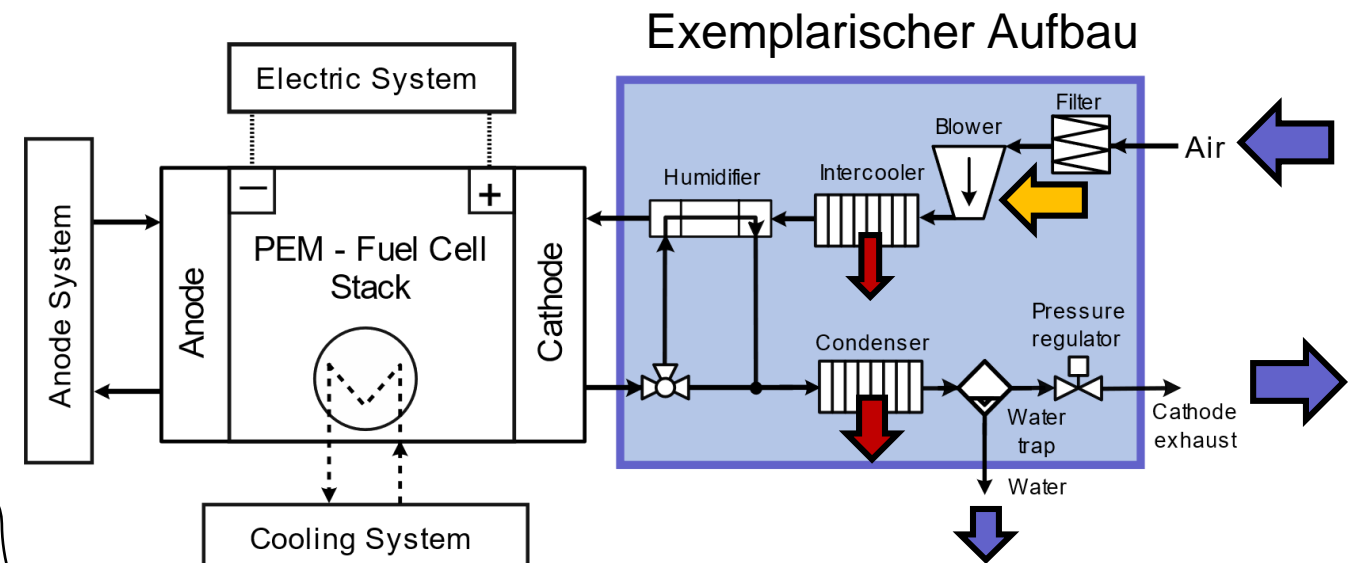 Exemplarischer Aufbau
Electric System
Filter
Blower
Air
Humidifier
Intercooler
−
+
Anode System
Anode
PEM - Fuel Cell
Stack
Cathode
Pressure
regulator
Condenser
Water
trap
Cathode
exhaust
Water
Cooling System